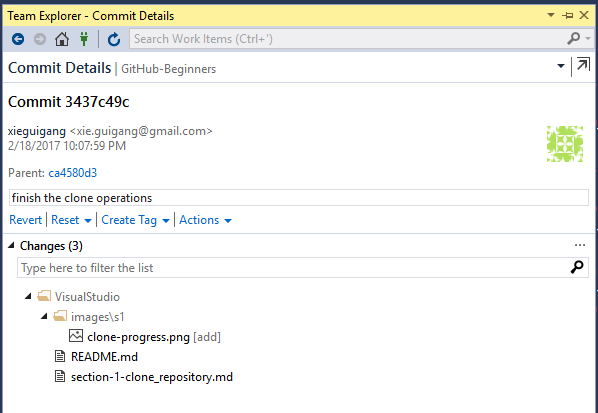 Team Explorer - Commit Details
Search Work Items (Ctrl+')
Commit Details | GitHub-Beginners
Commit 3437c49c
xieguigang <xie.guigang@gmail.com>
2/18/2017 10:07:59 PM
Parent: ca4580d3
finish the clone operations
Revert | Reset | Create Tag | Actions
Changes (3)
Type here to filter the list
VisualStudio
images\s1
clone-progress.png [add]
README.md
section-1-clone_repository.md